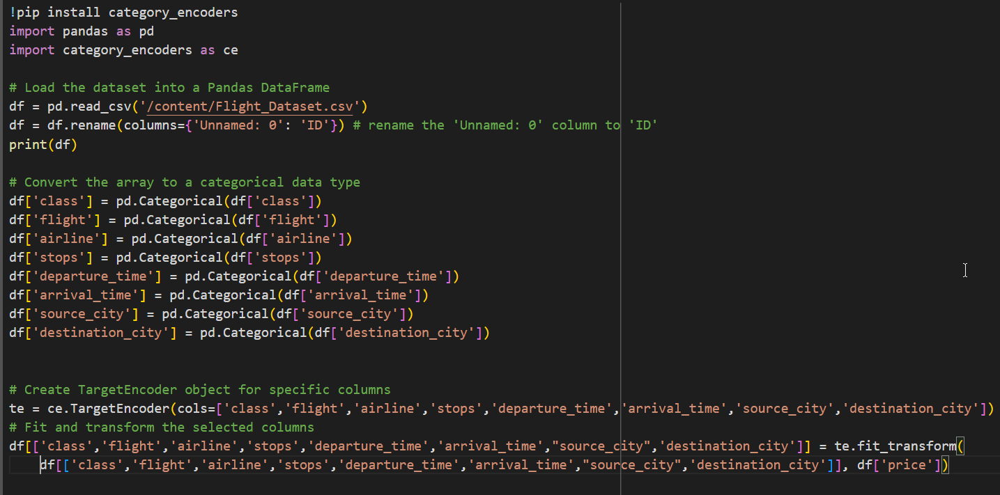 !pip install category_encoders
import pandas as pd
import category_encoders as ce
# Load the dataset into a Pandas DataFrame
df = pd.read_csv('/content/Flight_Dataset.csv')
df = df.rename(columns={'Unnamed: 0': 'ID'}) # rename the 'Unnamed: 0' column to 'ID'
print(df)
# Convert the array to a categorical data type
df['class'] = pd.Categorical(df['class'])
df['flight'] = pd.Categorical(df['flight'])
df['airline'] = pd.Categorical(df['airline'])
df['stops'] = pd.Categorical(df['stops'])
df['departure_time'] = pd.Categorical(df['departure_time'])
df['arrival_time'] = pd.Categorical(df['arrival_time'])
df['source_city'] = pd.Categorical(df['source_city'])
df['destination_city'] = pd.Categorical(df['destination_city'])
# Create TargetEncoder object for specific columns
te = ce.TargetEncoder(cols=['class','flight','airline','stops','departure_time','arrival_time','source_city','destination_city'])
# Fit and transform the selected columns
df[['class','flight','airline','stops','departure_time','arrival_time',"source_city",'destination_city']] = te.fit_transform(
    df[['class','flight','airline','stops','departure_time','arrival_time',"source_city",'destination_city']], df['price'])